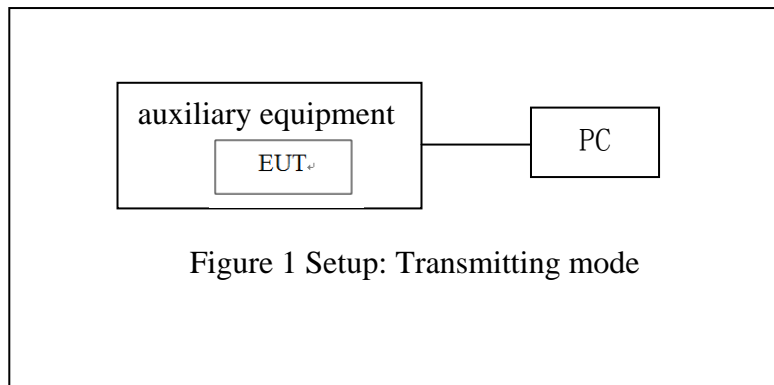 auxiliary equipment
EUT↵
PC
Figure 1 Setup: Transmitting mode